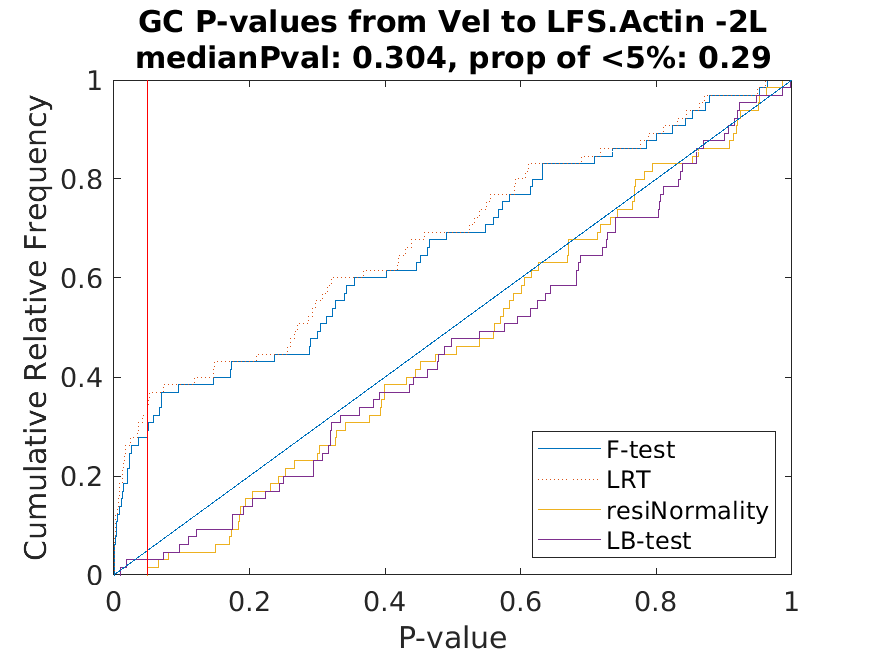 GC P-values from Vel to LFS.Actin -2L
medianPval: 0.304, prop of <5%: 0.29
Cumulative Relative Frequency
1
0.8
0.6
0.4
0.2
0
0 0.2 0.4 0.6 0.8 1
P-value
F-test
LRT
resiNormality
LB-test